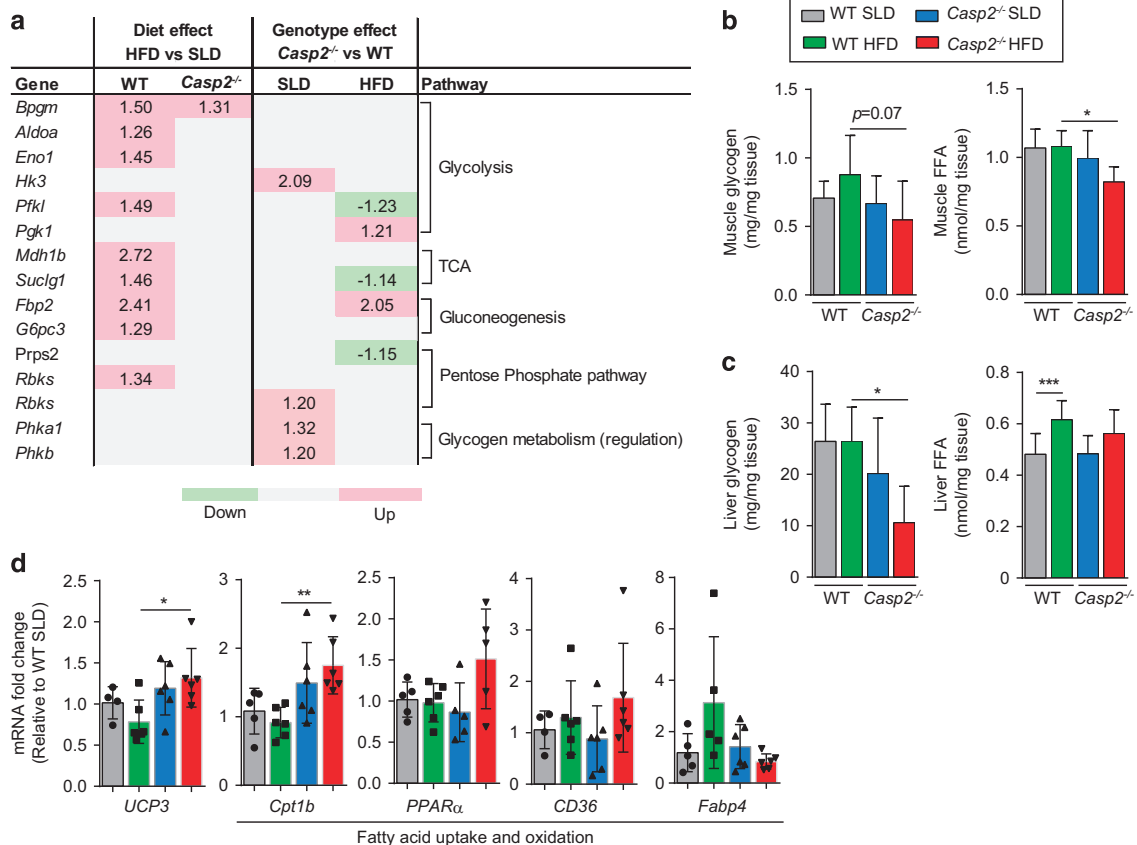 a
Diet effect Genotype effect
HFD vs SLD Casp2-/- vs WT
Gene WT Casp2-/- SLD HFD Pathway
Bpgm 1.50 1.31
Aldoa 1.26
Eno1 1.45
Hk3 2.09
Pfkl 1.49 -1.23
Pgk1 1.21
Glycolysis
Mdh1b 2.72
Suclg1 1.46 -1.14
TCA
Fbp2 2.41 2.05
G6pc3 1.29
Gluconeogenesis
Prps2 -1.15
Rbks 1.34
Rbks 1.20
Pentose Phosphate pathway
Phka1 1.32
Phkb 1.20
Glycogen metabolism (regulation)
Down Up
b
WT SLD Casp2-/- SLD
WT HFD Casp2-/- HFD
Muscle glycogen
(mg/mg tissue)
1.5
1.0
0.5
0.0
p=0.07
WT Casp2-/-
Muscle FFA
(nmol/mg tissue)
1.5
1.0
0.5
0.0
*
WT Casp2-/-
c
Liver glycogen
(mg/mg tissue)
40
30
20
10
0
*
WT Casp2-/-
Liver FFA
(nmol/mg tissue)
0.8
0.6
0.4
0.2
0
***
WT Casp2-/-
d
mRNA fold change
(Relative to WT SLD)
2.5
2.0
1.5
1.0
0.5
0.0
*
UCP3
3
2
1
0
**
Cpt1b
2.5
2.0
1.5
1.0
0.5
0.0
PPARα
4
3
2
1
0
CD36
8
6
4
2
0
Fabp4
Fatty acid uptake and oxidation